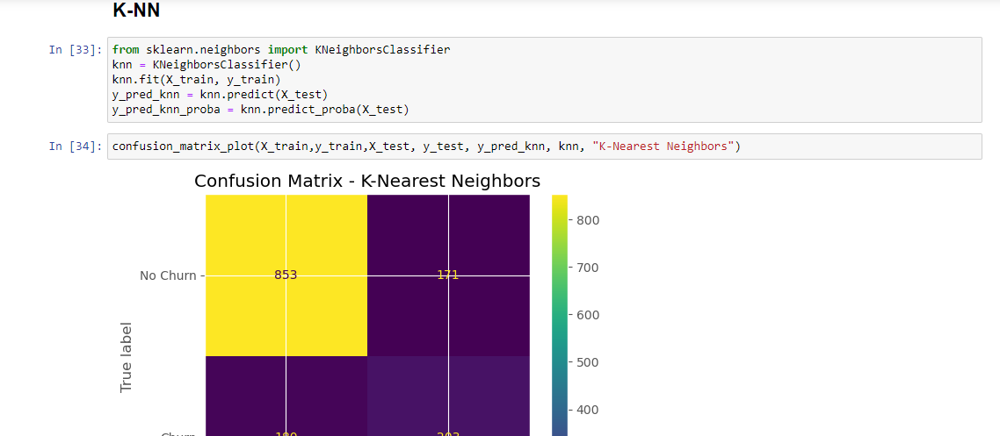 K-NN
In [33]: from sklearn.neighbors import KNeighborsClassifier
knn = KNeighborsClassifier()
knn.fit(X_train, y_train)
y_pred_knn = knn.predict(X_test)
y_pred_knn_proba = knn.predict_proba(X_test)
In [34]: confusion_matrix_plot(X_train,y_train,X_test, y_test, y_pred_knn, knn, "K-Nearest Neighbors")
Confusion Matrix - K-Nearest Neighbors
800
700
No Churn 853 171
600
True label
500
400
Churn